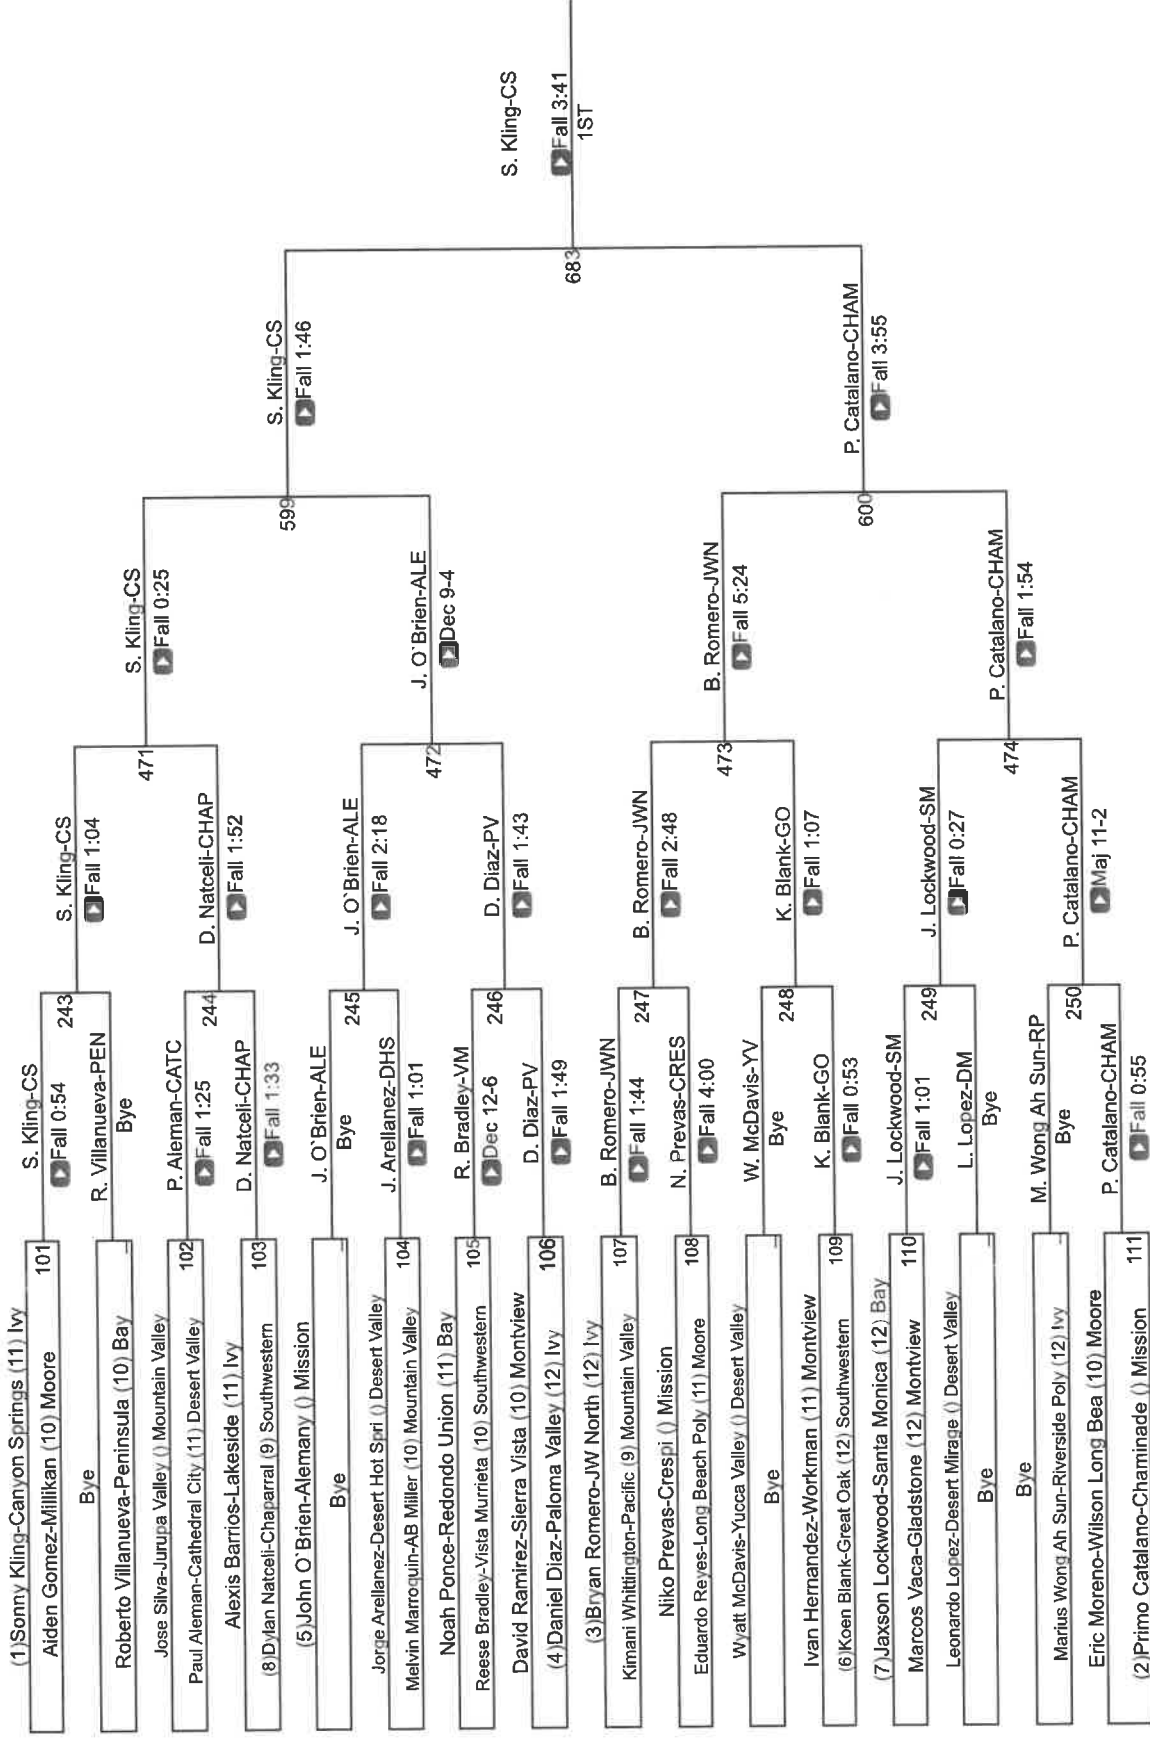 (1)Sonny Kling-Canyon Springs (11) Ivy
Aiden Gomez-Millikan (10) Moore
Bye
Roberto Villanueva-Peninsula (10) Bay
Jose Silva-Jurupa Valley () Mountain Valley
Paul Aleman-Cathedral City (11) Desert Valley
Alexis Barrios-Lakeside (11) Ivy
(8)Dylan Natceli-Chaparral (9) Southwestern
(5)John O`Brien-Alemany () Mission
Bye
Jorge Arellanez-Desert Hot Spri () Desert Valley
Melvin Marroquin-AB Miller (10) Mountain Valley
Noah Ponce-Redondo Union (11) Bay
Reese Bradley-Vista Murrieta (10) Southwestern
David Ramirez-Sierra Vista (10) Montview
(4)Daniel Diaz-Paloma Valley (12) Ivy
(3)Bryan Romero-JW North (12) Ivy
Kimani Whittington-Pacific (9) Mountain Valley
Niko Prevas-Crespi () Mission
Eduardo Reyes-Long Beach Poly (11) Moore
Wyatt McDavis-Yucca Valley () Desert Valley
Bye
Ivan Hernandez-Workman (11) Montview
(6)Koen Blank-Great Oak (12) Southwestern
(7)Jaxson Lockwood-Santa Monica (12) Bay
Marcos Vaca-Gladstone (12) Montview
Leonardo Lopez-Desert Mirage () Desert Valley
Bye
Bye
Marius Wong Ah Sun-Riverside Poly (12) Ivy
Eric Moreno-Wilson Long Bea (10) Moore
(2)Primo Catalano-Chaminade () Mission
101
102
103
104
105
106
107
108
109
110
111
S. Kling-CS
Fall 0:54
R. Villanueva-PEN
Bye
P. Aleman-CATC
Fall 1:25
D. Natceli-CHAP
Fall 1:33
J. O`Brien-ALE
Bye
J. Arellanez-DHS
Fall 1:01
R. Bradley-VM
Dec 12-6
D. Diaz-PV
Fall 1:49
B. Romero-JWN
Fall 1:44
N. Prevas-CRES
Fall 4:00
W. McDavis-YV
Bye
K. Blank-GO
Fall 0:53
J. Lockwood-SM
Fall 1:01
L. Lopez-DM
Bye
M. Wong Ah Sun-RP
Bye
P. Catalano-CHAM
Fall 0:55
243
244
245
246
247
248
249
250
S. Kling-CS
Fall 1:04
D. Natceli-CHAP
Fall 1:52
J. O`Brien-ALE
Fall 2:18
D. Diaz-PV
Fall 1:43
B. Romero-JWN
Fall 2:48
K. Blank-GO
Fall 1:07
J. Lockwood-SM
Fall 0:27
P. Catalano-CHAM
Maj 11-2
471
472
473
474
S. Kling-CS
Fall 0:25
J. O`Brien-ALE
Dec 9-4
B. Romero-JWN
Fall 5:24
P. Catalano-CHAM
Fall 1:54
599
600
S. Kling-CS
Fall 1:46
P. Catalano-CHAM
Fall 3:55
683
S. Kling-CS
Fall 3:41
1ST